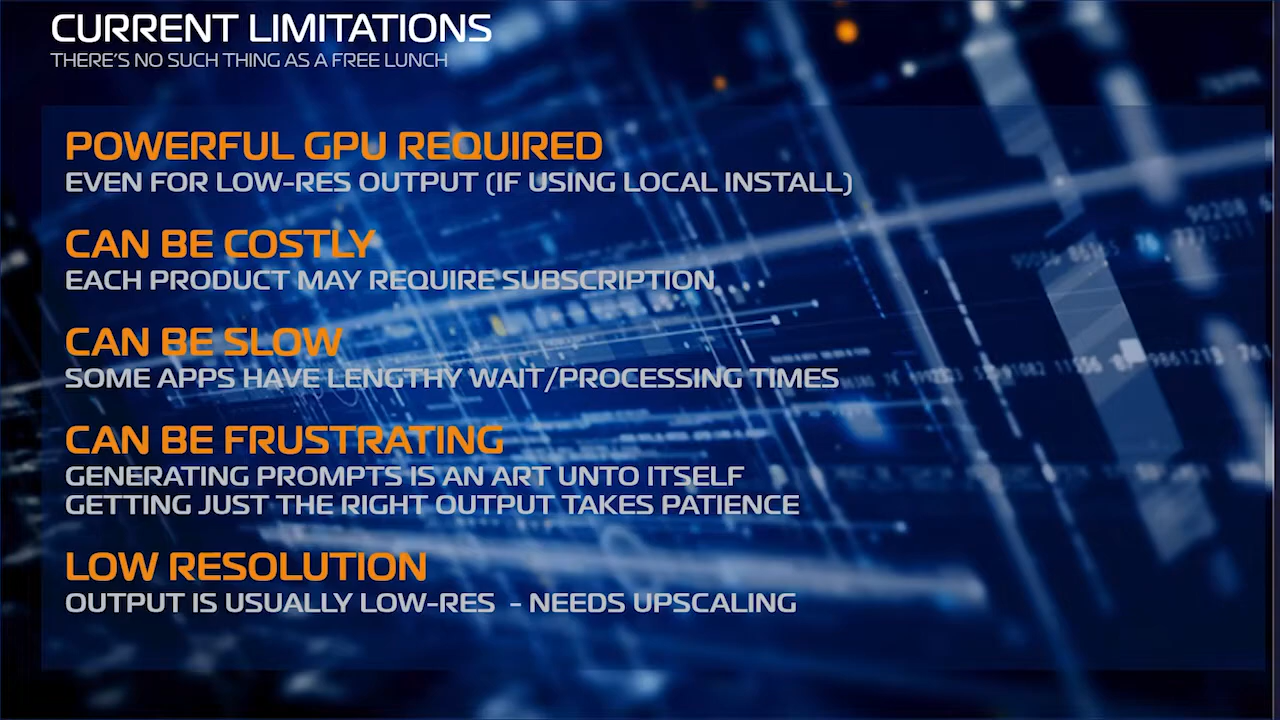 CURRENT LIMITATIONS
THERE'S NO SUCH THING AS A FREE LUNCH
POWERFUL GPU REQUIRED
EVEN FOR LOW-RES OUTPUT (IF USING LOCAL INSTALL)
CAN BE COSTLY
EACH PRODUCT MAY REQUIRE SUBSCRIPTION
CAN BE SLOW
SOME APPS HAVE LENGTHY WAIT/PROCESSING TIMES
CAN BE FRUSTRATING
GENERATING PROMPTS IS AN ART UNTO ITSELF
GETTING JUST THE RIGHT OUTPUT TAKES PATIENCE
LOW RESOLUTION
OUTPUT IS USUALLY LOW-RES - NEEDS UPSCALING